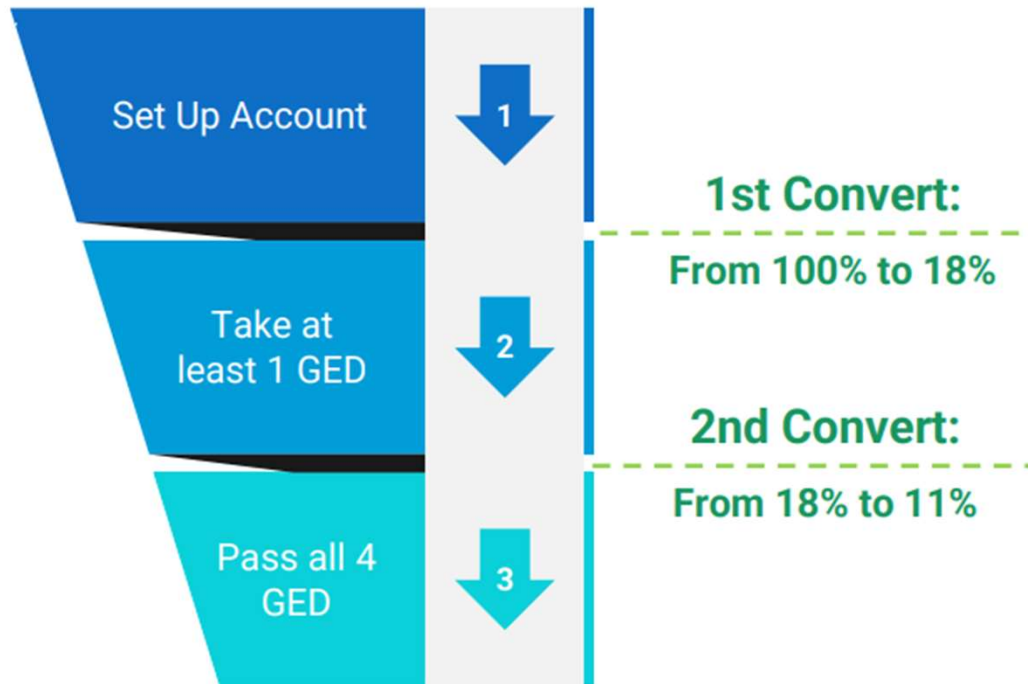 Set Up Account
1
1st Convert:
From 100% to 18%
Take at
least 1 GED
2
2nd Convert:
From 18% to 11%
Pass all 4
GED
3